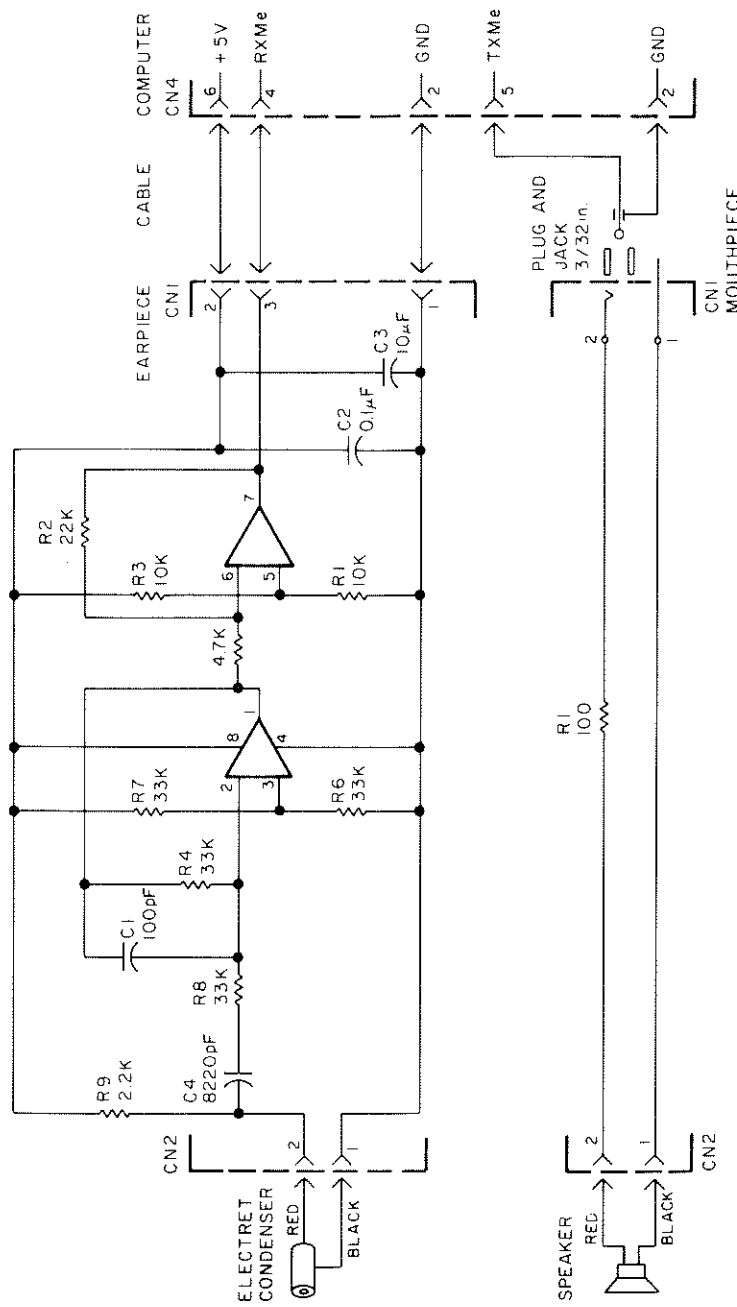 ELECTRET
CONDENSER
RED
BLACK
CN2
2
1
R9
2.2K
C4
8220pF
R8
33K
C1
100pF
R4
33K
R7
33K
R6
33K
2
3
8
4
1
4.7K
R2
22K
R3
10K
R1
10K
6
5
7
C2
0.1µF
C3
10µF
EARPIECE
CN1
2
3
1
CABLE
COMPUTER
CN4
6
+5V
4
RXMe
2
GND
5
TXMe
2
GND
SPEAKER
RED
BLACK
2
1
CN2
R1
100
2
1
PLUG AND
JACK
3/32in.
CN1
MOUTHPIECE